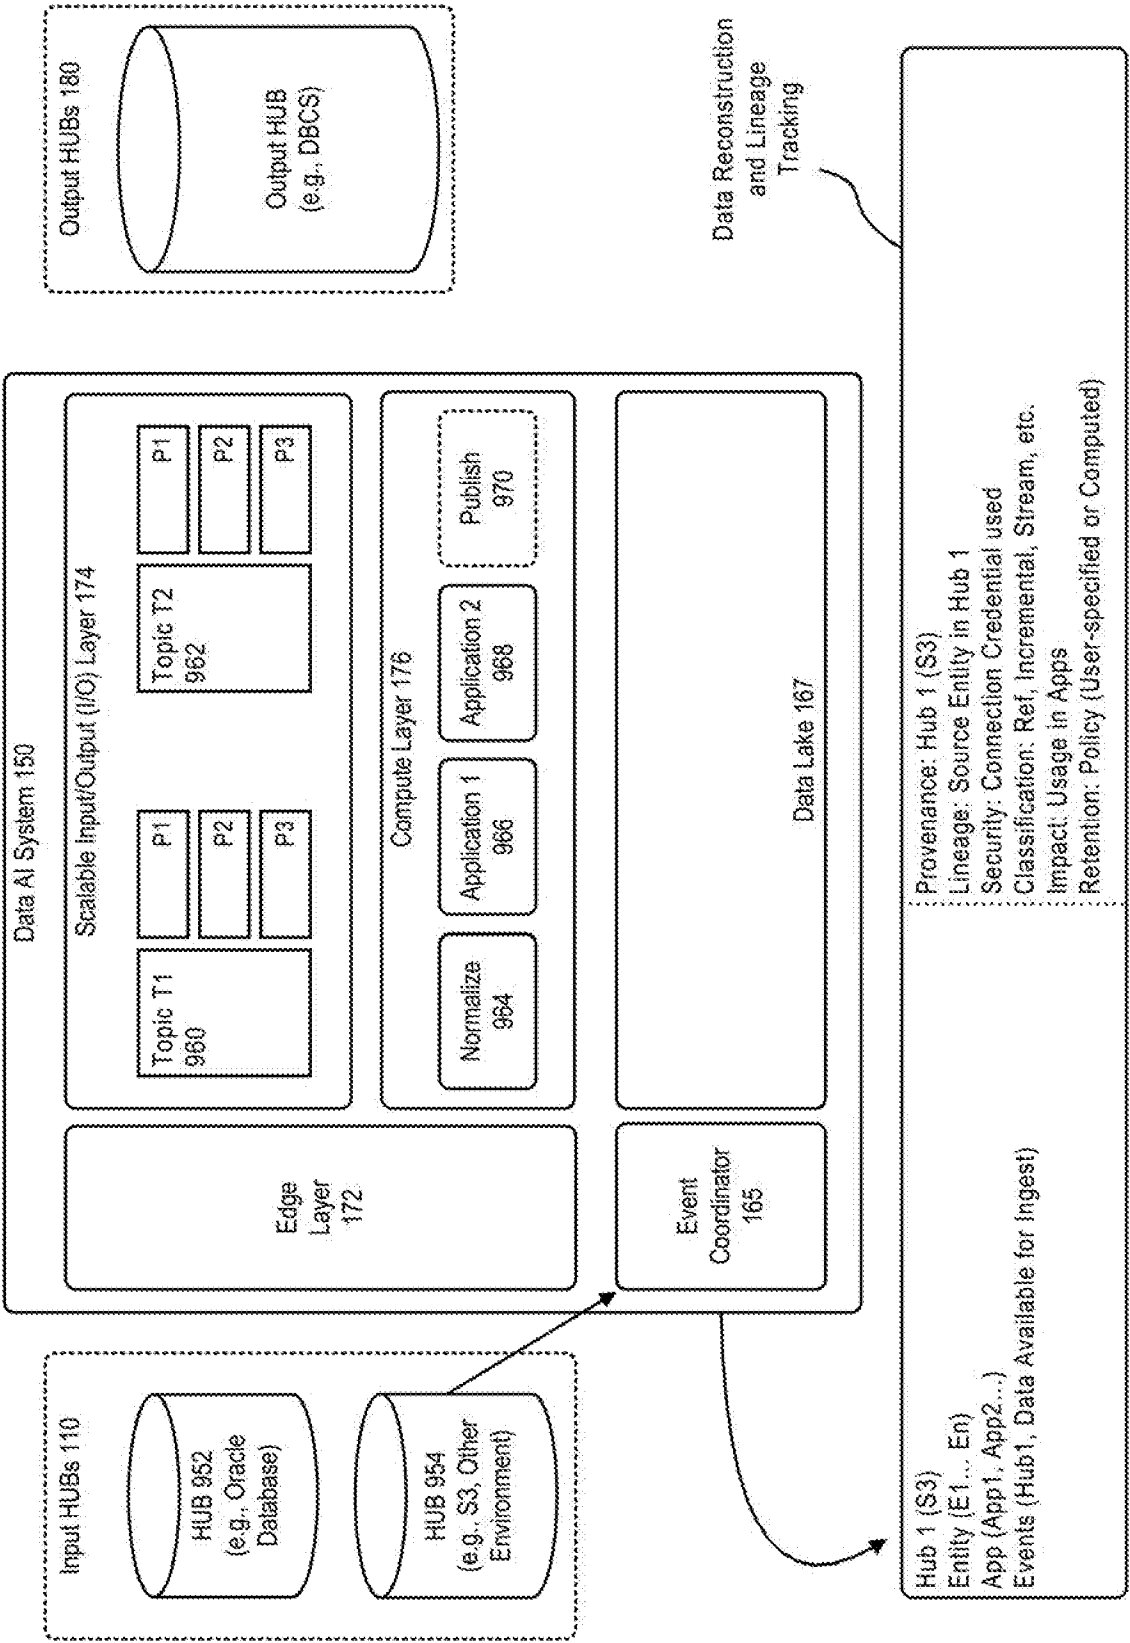 Input HUBs 110
HUB 952
(e.g., Oracle
Database)
HUB 954
(e.g., S3, Other
Environment)
Data AI System 150
Edge
Layer
172
Scalable Input/Output (I/O) Layer 174
Topic T1
960
P1
P2
P3
Topic T2
962
P1
P2
P3
Compute Layer 176
Normalize
964
Application 1
966
Application 2
968
Publish
970
Event
Coordinator
165
Data Lake 167
Output HUBs 180
Output HUB
(e.g., DBCS)
Data Reconstruction
and Lineage
Tracking
Hub 1 (S3)
Entity (E1... En)
App (App1, App2...)
Events (Hub1, Data Available for Ingest)
Provenance: Hub 1 (S3)
Lineage: Source Entity in Hub 1
Security: Connection Credential used
Classification: Ref, Incremental, Stream, etc.
Impact: Usage in Apps
Retention: Policy (User-specified or Computed)